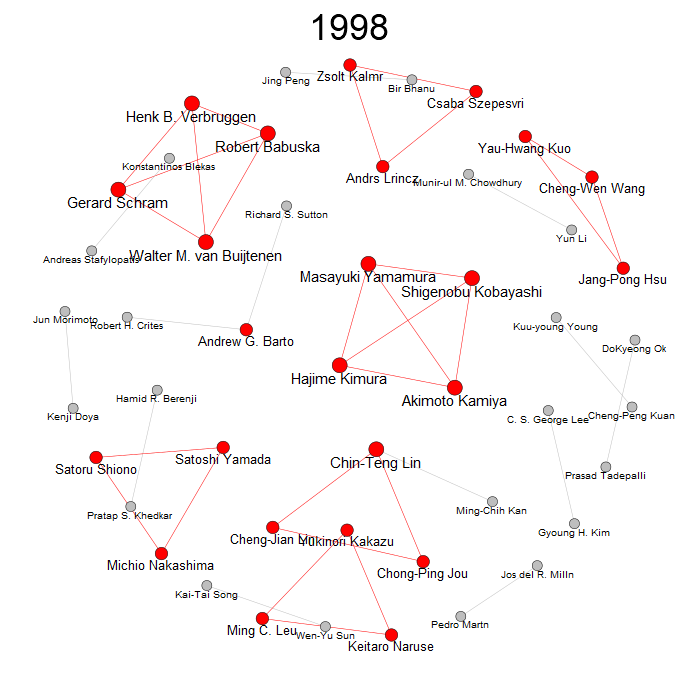 1998
Jing Peng
Zsolt Kalmr
Bir Bhanu
Csaba Szepesvri
Henk B. Verbruggen
Robert Babuska
Yau-Hwang Kuo
Konstantinos Blekas
Andrs Lrincz
Munir-ul M. Chowdhury
Cheng-Wen Wang
Gerard Schram
Richard S. Sutton
Yun Li
Andreas Stafylopatis
Walter M. van Buijtenen
Masayuki Yamamura
Shigenobu Kobayashi
Jang-Pong Hsu
Jun Morimoto
Robert H. Crites
Andrew G. Barto
Kuu-young Young
DoKyeong Ok
Hajime Kimura
Akimoto Kamiya
Hamid R. Berenji
Kenji Doya
C. S. George Lee
Cheng-Peng Kuan
Satoru Shiono
Satoshi Yamada
Chin-Teng Lin
Prasad Tadepalli
Pratap S. Khedkar
Ming-Chih Kan
Cheng-Jian Lin
Yukinori Kakazu
Gyoung H. Kim
Michio Nakashima
Chong-Ping Jou
Jos del R. Milln
Kai-Tai Song
Ming C. Leu
Wen-Yu Sun
Keitaro Naruse
Pedro Martn